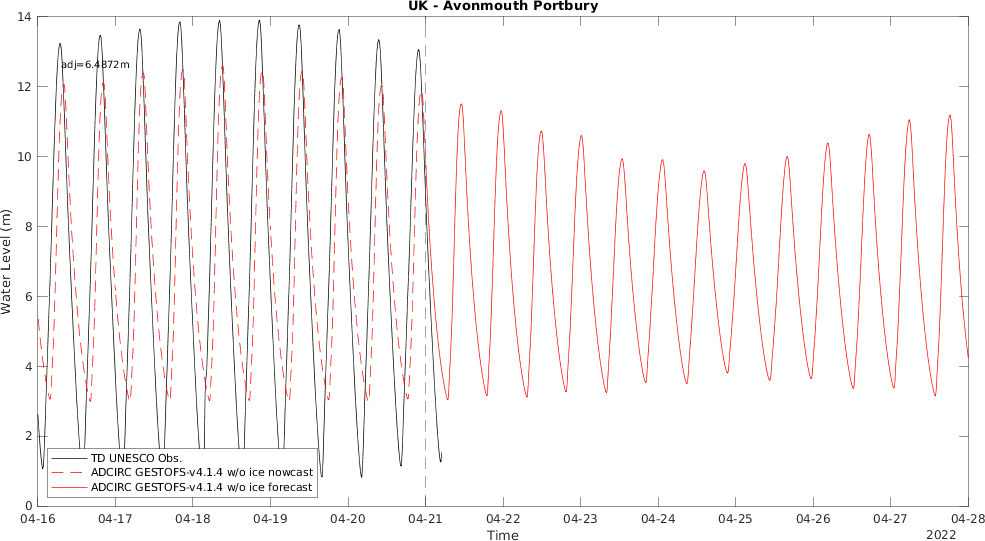 UK - Avonmouth Portbury
14
adj=6.4872m
12
10
8
6
4
2
0
Water Level (m)
TD UNESCO Obs.
ADCIRC GESTOFS-v4.1.4 w/o ice nowcast
ADCIRC GESTOFS-v4.1.4 w/o ice forecast
04-16 04-17 04-18 04-19 04-20 04-21 04-22 04-23 04-24 04-25 04-26 04-27 04-28
Time
2022